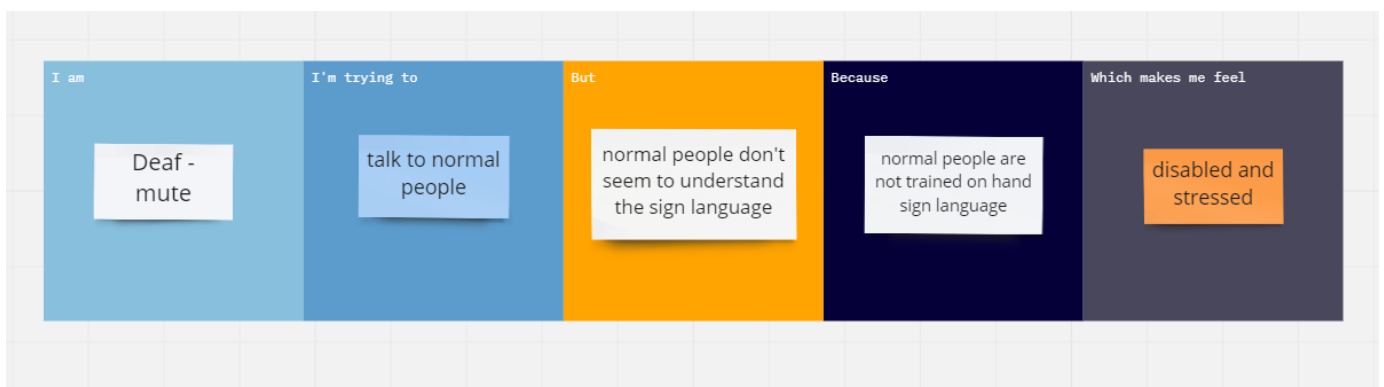 I am
Deaf -
mute
I'm trying to
talk to normal
people
But
normal people don't
seem to understand
the sign language
Because
normal people are
not trained on hand
sign language
Which makes me feel
disabled and
stressed